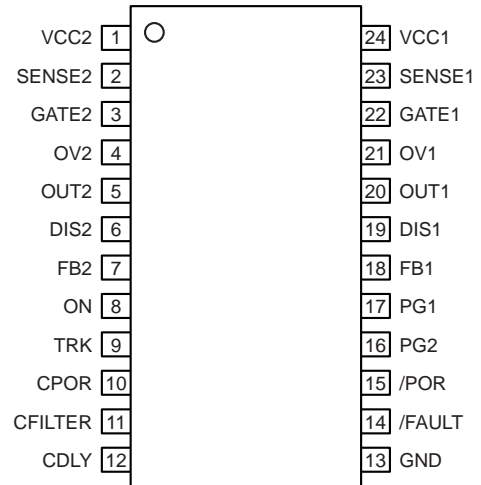 VCC2 1 24 VCC1
SENSE2 2 23 SENSE1
GATE2 3 22 GATE1
OV2 4 21 OV1
OUT2 5 20 OUT1
DIS2 6 19 DIS1
FB2 7 18 FB1
ON 8 17 PG1
TRK 9 16 PG2
CPOR 10 15 /POR
CFILTER 11 14 /FAULT
CDLY 12 13 GND